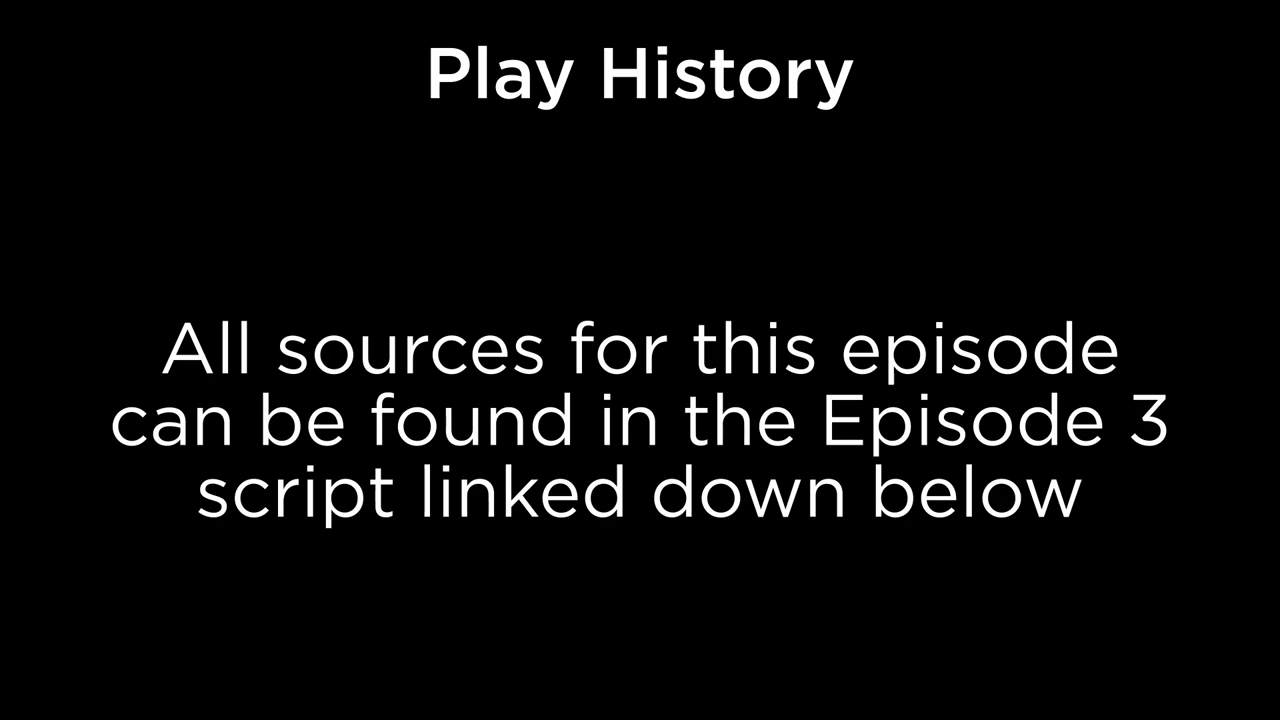 Play History
All sources for this episode
can be found in the Episode 3
script linked down below